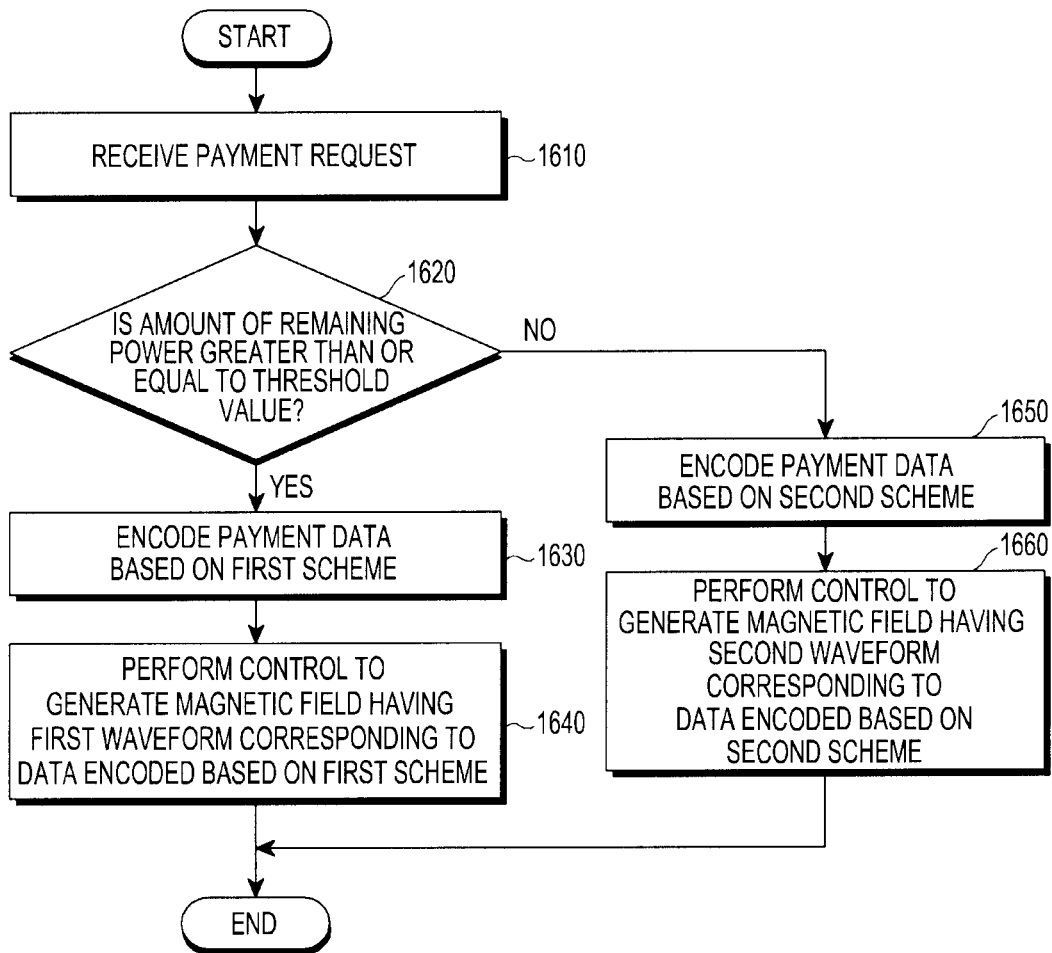 START
RECEIVE PAYMENT REQUEST
1610
1620
IS AMOUNT OF REMAINING
POWER GREATER THAN OR
EQUAL TO THRESHOLD
VALUE?
NO
YES
ENCODE PAYMENT DATA
BASED ON FIRST SCHEME
1630
PERFORM CONTROL TO
GENERATE MAGNETIC FIELD HAVING
FIRST WAVEFORM CORRESPONDING TO
DATA ENCODED BASED ON FIRST SCHEME
1640
1650
ENCODE PAYMENT DATA
BASED ON SECOND SCHEME
1660
PERFORM CONTROL TO
GENERATE MAGNETIC FIELD HAVING
SECOND WAVEFORM
CORRESPONDING TO
DATA ENCODED BASED ON
SECOND SCHEME
END